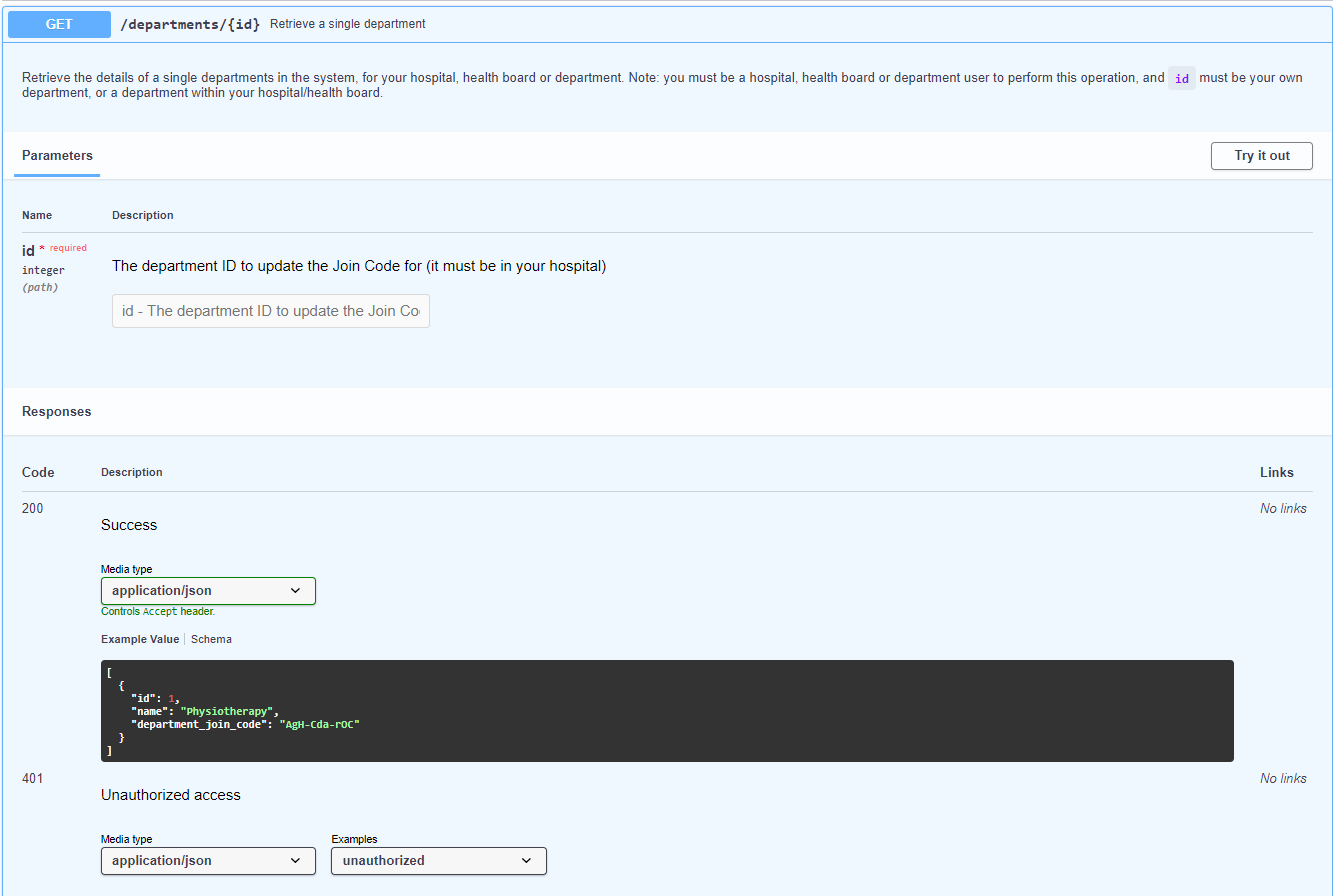 GET /departments/{id} Retrieve a single department
Retrieve the details of a single departments in the system, for your hospital, health board or department. Note: you must be a hospital, health board or department user to perform this operation, and id must be your own
department, or a department within your hospital/health board.
Parameters Try it out
Name Description
id * required
integer
(path)
The department ID to update the Join Code for (it must be in your hospital)
id - The department ID to update the Join Co
Responses
Code Description Links
200 No links
Success
Media type
application/json
Controls Accept header.
Example Value Schema
[
{
"id": 1,
"name": "Physiotherapy",
"department_join_code": "AgH-Cda-rOC"
}
]
401 No links
Unauthorized access
Media type Examples
application/json unauthorized